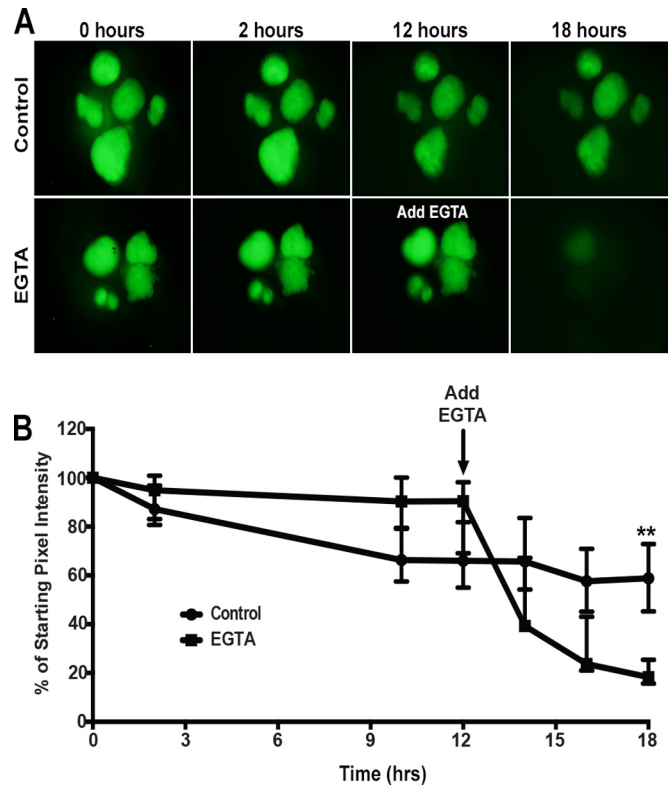 A
0 hours 2 hours 12 hours 18 hours
Control
EGTA
Add EGTA
B
Add
EGTA
% of Starting Pixel Intensity
120
100
80
60
40
20
0
**
Control
EGTA
0 3 6 9 12 15 18
Time (hrs)